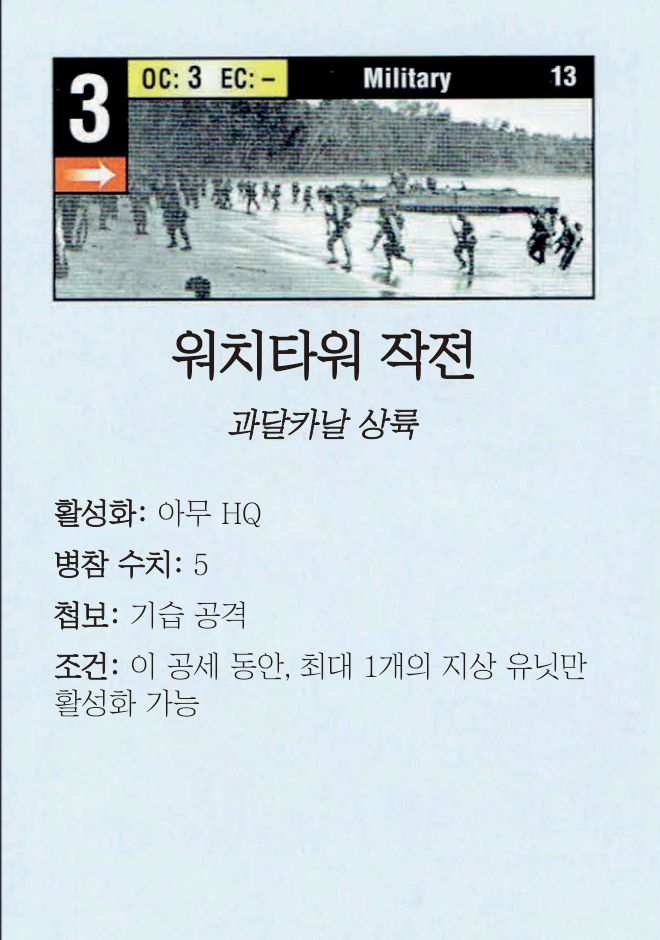 3
OC: 3 EC: –
Military
13
워치타워 작전
과달카날 상륙
활성화: 아무 HQ
병참 수치: 5
첩보: 기습 공격
조건: 이 공세 동안, 최대 1개의 지상 유닛만
활성화 가능